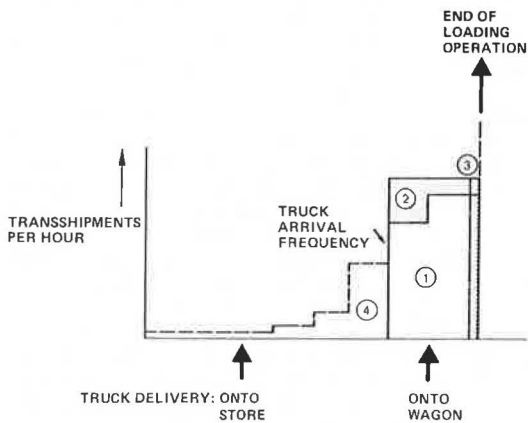 END OF
LOADING
OPERATION
3
2
TRANSSHIPMENTS
PER HOUR
TRUCK
ARRIVAL
FREQUENCY
1
4
TRUCK DELIVERY: ONTO
STORE
ONTO
WAGON